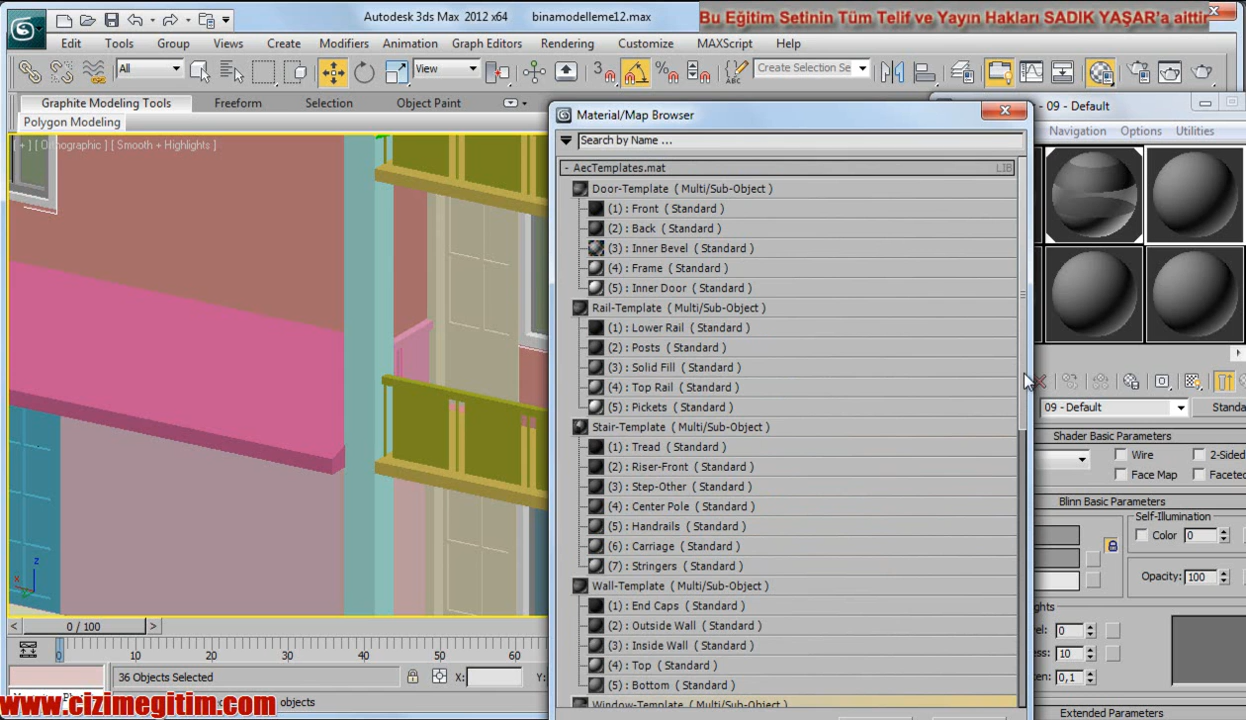 Autodesk 3ds Max 2012 x64 binamodelleme12.max
Bu Eğitim Setinin Tüm Telif ve Yayın Hakları SADIK YAŞAR'a aittir
Edit Tools Group Views Create Modifiers Animation Graph Editors Rendering Customize MAXScript Help
All View Create Selection Se
Graphite Modeling Tools Freeform Selection Object Paint
Polygon Modeling
[ + ] [ Orthographic ] [ Smooth + Highlights ]
Material/Map Browser
Search by Name ...
- AecTemplates.mat LIB
Door-Template ( Multi/Sub-Object )
(1) : Front ( Standard )
(2) : Back ( Standard )
(3) : Inner Bevel ( Standard )
(4) : Frame ( Standard )
(5) : Inner Door ( Standard )
Rail-Template ( Multi/Sub-Object )
(1) : Lower Rail ( Standard )
(2) : Posts ( Standard )
(3) : Solid Fill ( Standard )
(4) : Top Rail ( Standard )
(5) : Pickets ( Standard )
Stair-Template ( Multi/Sub-Object )
(1) : Tread ( Standard )
(2) : Riser-Front ( Standard )
(3) : Step-Other ( Standard )
(4) : Center Pole ( Standard )
(5) : Handrails ( Standard )
(6) : Carriage ( Standard )
(7) : Stringers ( Standard )
Wall-Template ( Multi/Sub-Object )
(1) : End Caps ( Standard )
(2) : Outside Wall ( Standard )
(3) : Inside Wall ( Standard )
(4) : Top ( Standard )
(5) : Bottom ( Standard )
Window-Template ( Multi/Sub-Object )
- 09 - Default
Navigation Options Utilities
09 - Default Standa
Shader Basic Parameters
Wire 2-Sided
Face Map Faceted
Blinn Basic Parameters
Self-Illumination
Color 0
Opacity: 100
0
10
0,1
Extended Parameters
0 / 100
0 10 20 30 40 50 60
36 Objects Selected X: Y:
objects
www.cizimegitim.com